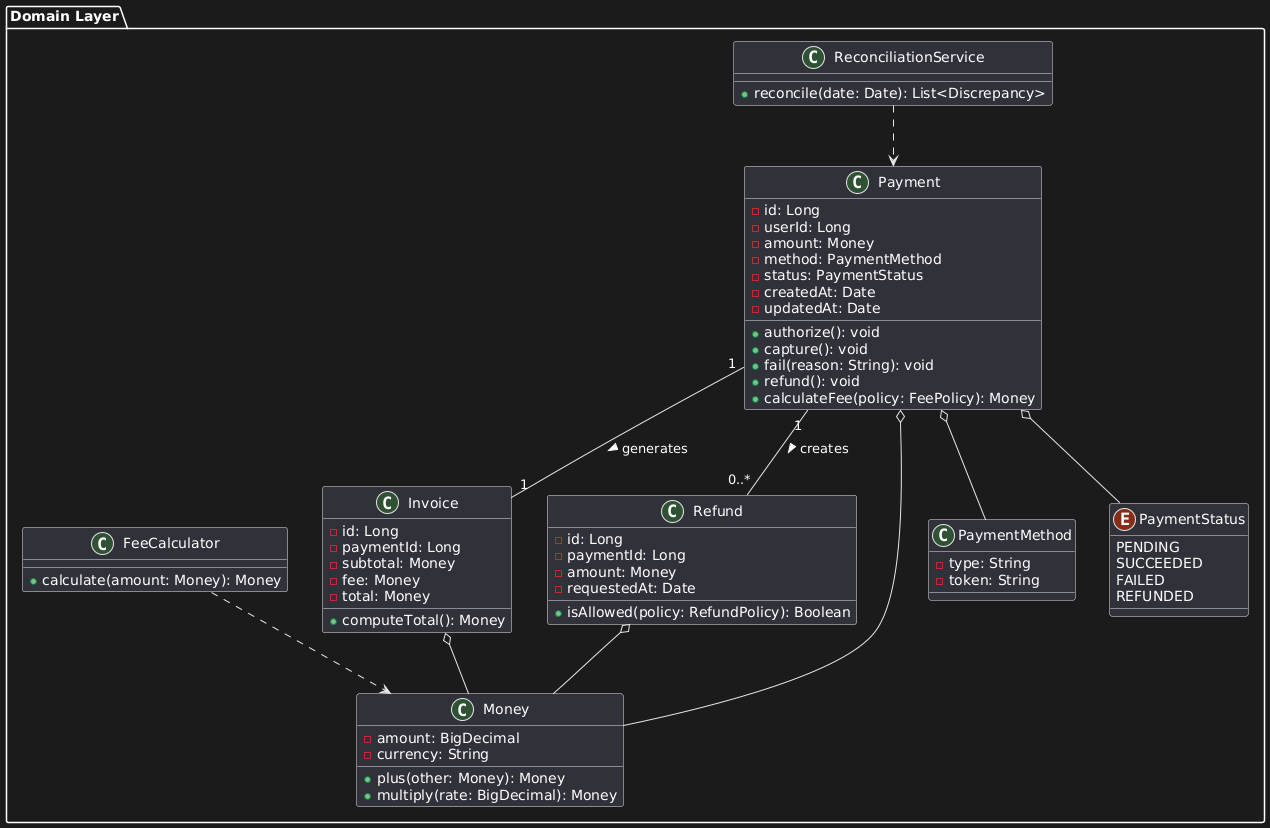 Domain Layer
C ReconciliationService
reconcile(date: Date): List<Discrepancy>
C Payment
id: Long
userId: Long
amount: Money
method: PaymentMethod
status: PaymentStatus
createdAt: Date
updatedAt: Date
authorize(): void
capture(): void
fail(reason: String): void
refund(): void
calculateFee(policy: FeePolicy): Money
1
1
generates
creates
1
0..*
C FeeCalculator
calculate(amount: Money): Money
C Invoice
id: Long
paymentId: Long
subtotal: Money
fee: Money
total: Money
computeTotal(): Money
C Refund
id: Long
paymentId: Long
amount: Money
requestedAt: Date
isAllowed(policy: RefundPolicy): Boolean
C PaymentMethod
type: String
token: String
E PaymentStatus
PENDING
SUCCEEDED
FAILED
REFUNDED
C Money
amount: BigDecimal
currency: String
plus(other: Money): Money
multiply(rate: BigDecimal): Money